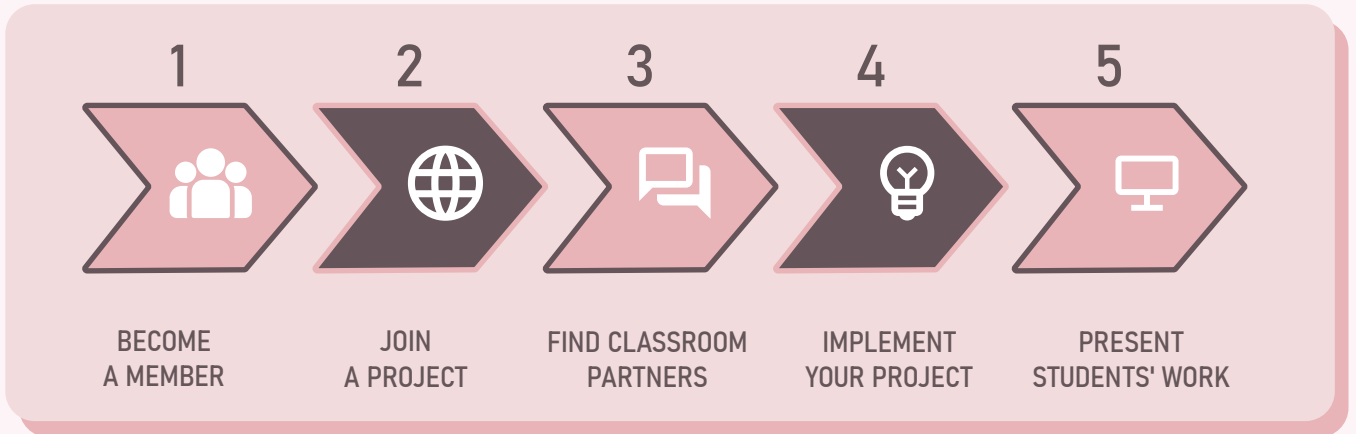 1
2
3
4
5
BECOME
A MEMBER
JOIN
A PROJECT
FIND CLASSROOM
PARTNERS
IMPLEMENT
YOUR PROJECT
PRESENT
STUDENTS' WORK